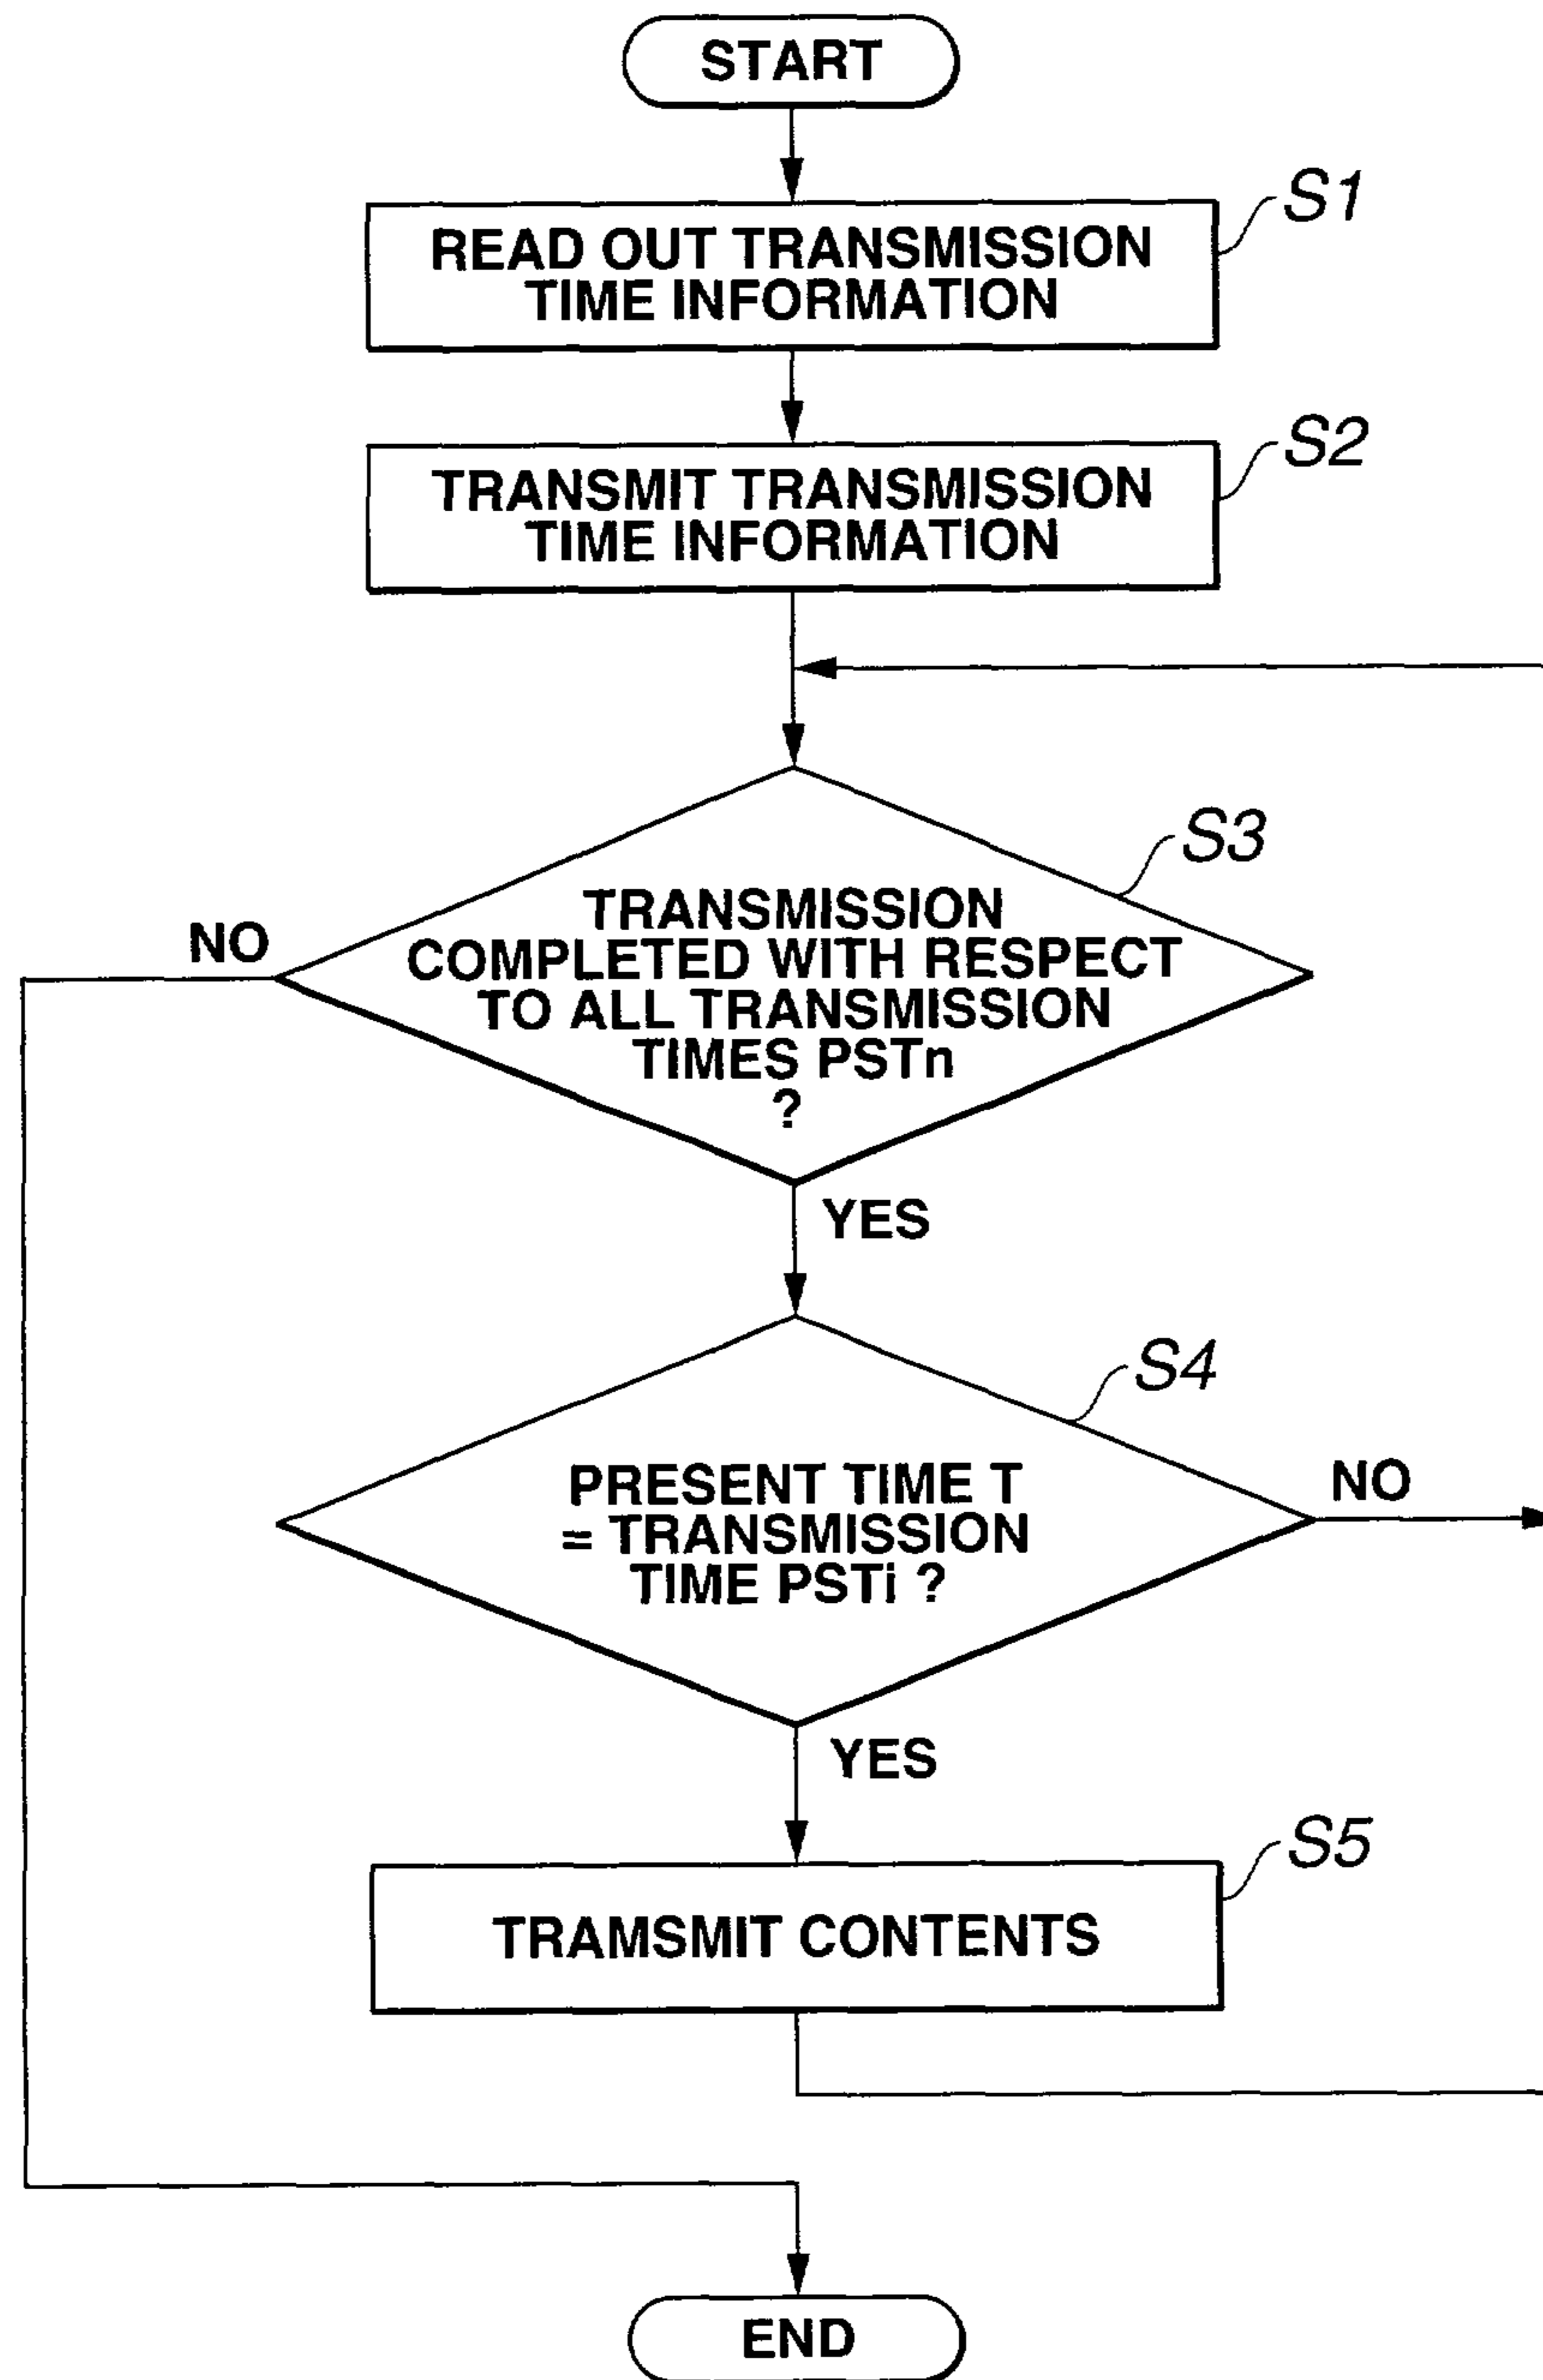 START
S1
READ OUT TRANSMISSION
TIME INFORMATION
S2
TRANSMIT TRANSMISSION
TIME INFORMATION
S3
NO
TRANSMISSION
COMPLETED WITH RESPECT
TO ALL TRANSMISSION
TIMES PSTn
?
YES
S4
PRESENT TIME T
= TRANSMISSION
TIME PSTi ?
NO
YES
S5
TRAMSMIT CONTENTS
END